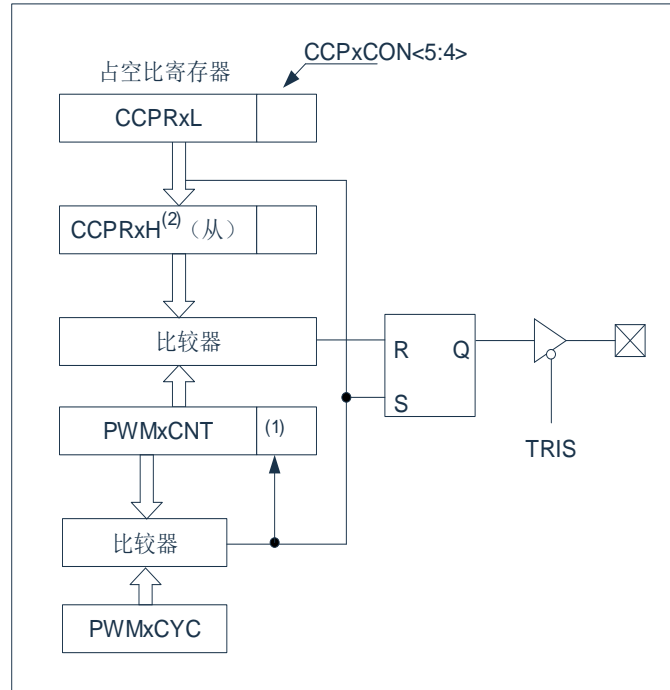 CCPxCON<5:4>
占空比寄存器
CCPRxL
CCPRxH(2)（从）
比较器
R Q
S
PWMxCNT (1)
TRIS
比较器
PWMxCYC